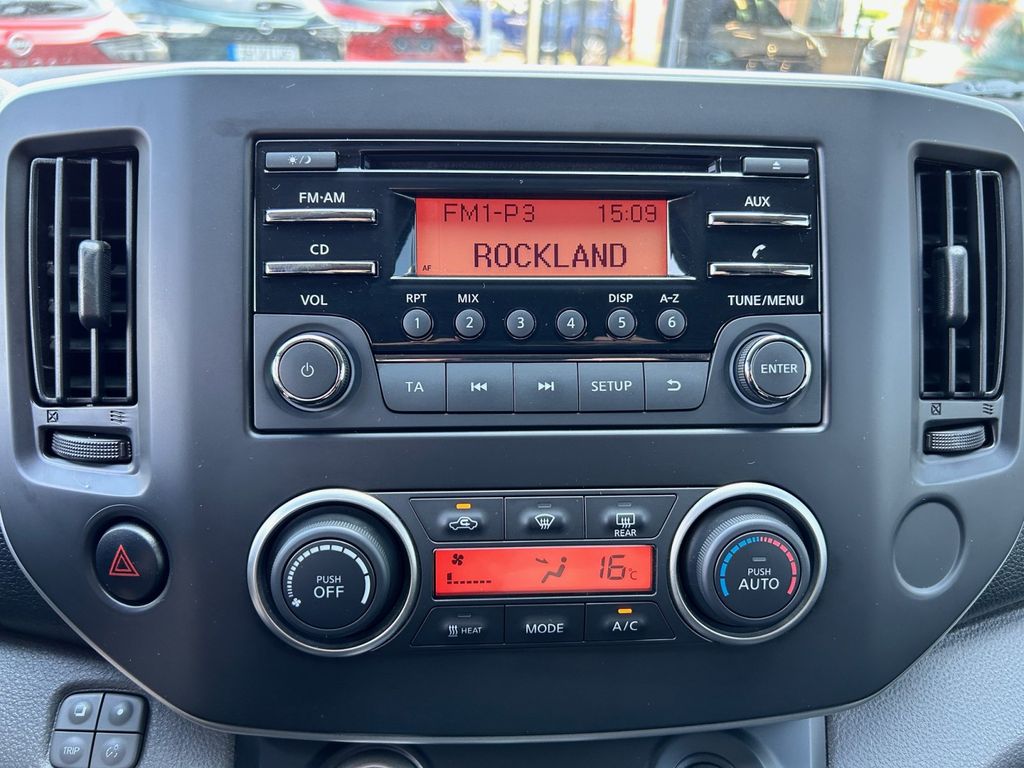 FM·AM
AUX
FM1-P3 15:09
CD
AF ROCKLAND
VOL
RPT MIX DISP A-Z
TUNE/MENU
1 2 3 4 5 6
ENTER
TA SETUP
REAR
PUSH OFF
16°C
PUSH AUTO
HEAT MODE A/C
TRIP